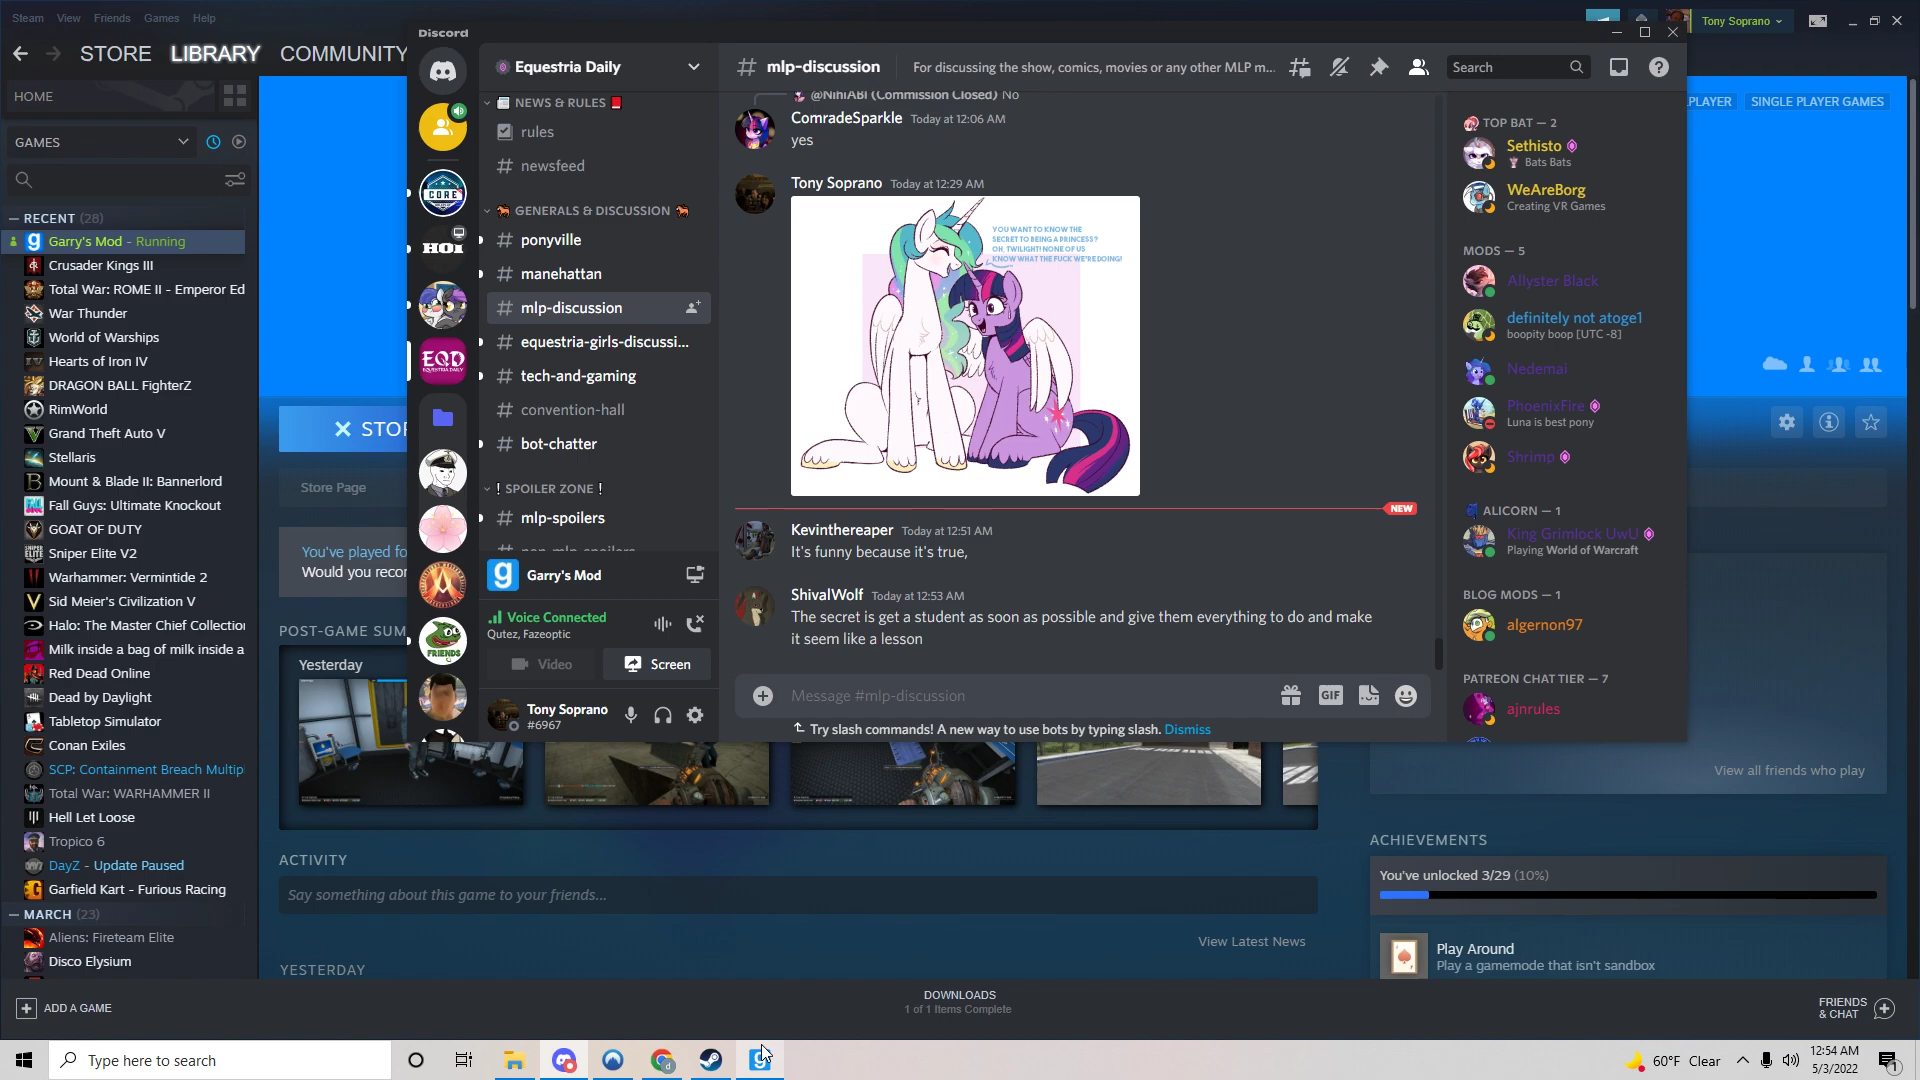 Steam View Friends Games Help
Tony Soprano
STORE LIBRARY COMMUNITY
HOME
GAMES
RECENT (28)
Garry's Mod - Running
Crusader Kings III
Total War: ROME II - Emperor Ed
War Thunder
World of Warships
Hearts of Iron IV
DRAGON BALL FighterZ
RimWorld
Grand Theft Auto V
Stellaris
Mount & Blade II: Bannerlord
Fall Guys: Ultimate Knockout
GOAT OF DUTY
Sniper Elite V2
Warhammer: Vermintide 2
Sid Meier's Civilization V
Halo: The Master Chief Collection
Milk inside a bag of milk inside a
Red Dead Online
Dead by Daylight
Tabletop Simulator
Conan Exiles
SCP: Containment Breach Multip
Total War: WARHAMMER II
Hell Let Loose
Tropico 6
DayZ - Update Paused
Garfield Kart - Furious Racing
MARCH (23)
Aliens: Fireteam Elite
Disco Elysium
ADD A GAME
Discord
CORE
HOI
EQD
EQUESTRIA DAILY
FRIENDS
Equestria Daily
NEWS & RULES
rules
newsfeed
GENERALS & DISCUSSION
ponyville
manehattan
mlp-discussion
equestria-girls-discussi...
tech-and-gaming
convention-hall
bot-chatter
SPOILER ZONE
mlp-spoilers
non-mlp-spoilers
Garry's Mod
Voice Connected
Qutez, Fazeoptic
Video
Screen
Tony Soprano
#6967
mlp-discussion
For discussing the show, comics, movies or any other MLP m...
Search
@NihiABI (Commission Closed) No
ComradeSparkle Today at 12:06 AM
yes
Tony Soprano Today at 12:29 AM
YOU WANT TO KNOW THE
SECRET TO BEING A PRINCESS?
OH, TWILIGHT! NONE OF US
KNOW WHAT THE FUCK WE'RE DOING!
NEW
Kevinthereaper Today at 12:51 AM
It's funny because it's true,
ShivalWolf Today at 12:53 AM
The secret is get a student as soon as possible and give them everything to do and make
it seem like a lesson
Message #mlp-discussion
GIF
Try slash commands! A new way to use bots by typing slash. Dismiss
TOP BAT — 2
Sethisto
Bats Bats
WeAreBorg
Creating VR Games
MODS — 5
Allyster Black
definitely not atoge1
boopity boop [UTC -8]
Nedemai
PhoenixFire
Luna is best pony
Shrimp
ALICORN — 1
King Grimlock UwU
Playing World of Warcraft
BLOG MODS — 1
algernon97
PATREON CHAT TIER — 7
ajnrules
PLAYER
SINGLE PLAYER GAMES
STOP
Store Page
You've played fo
Would you recor
POST-GAME SUM
Yesterday
ACTIVITY
Say something about this game to your friends...
View Latest News
YESTERDAY
View all friends who play
ACHIEVEMENTS
You've unlocked 3/29 (10%)
Play Around
Play a gamemode that isn't sandbox
DOWNLOADS
1 of 1 Items Complete
FRIENDS
& CHAT
Type here to search
60°F Clear
12:54 AM
5/3/2022
1